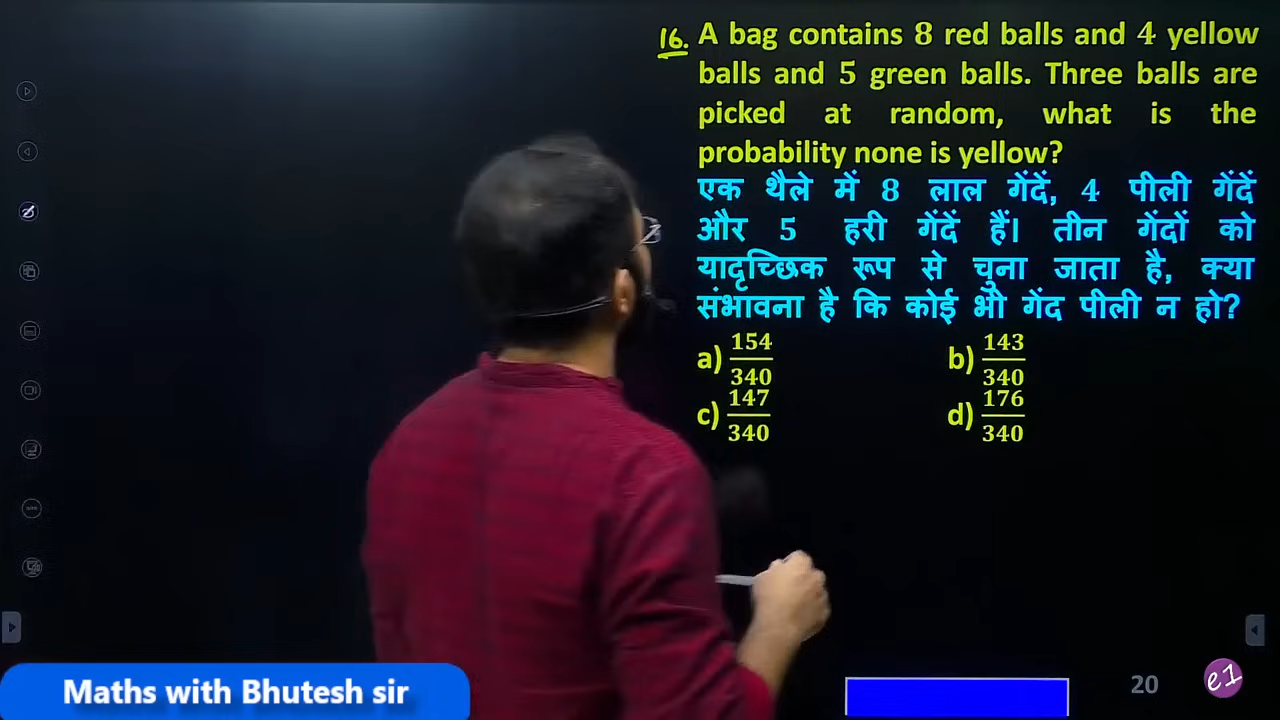 16. A bag contains 8 red balls and 4 yellow
balls and 5 green balls. Three balls are
picked at random, what is the
probability none is yellow?
एक थैले में 8 लाल गेंदें, 4 पीली गेंदें
और 5 हरी गेंदें हैं। तीन गेंदों को
यादृच्छिक रूप से चुना जाता है, क्या
संभावना है कि कोई भी गेंद पीली न हो?
a) 154/340 b) 143/340
c) 147/340 d) 176/340
Maths with Bhutesh sir
20 e1